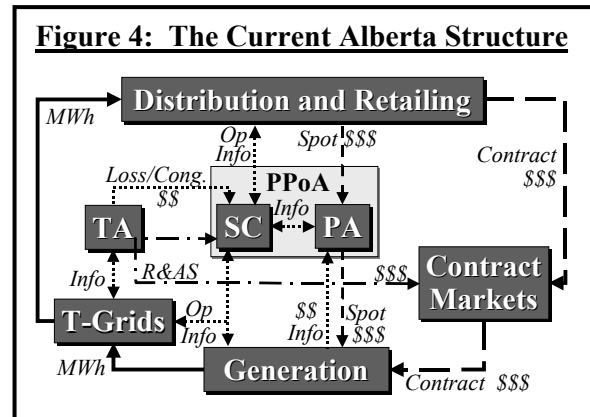 Figure 4: The Current Alberta Structure
Distribution and Retailing
MWh
Op
Info
Spot $$$
Contract
$$$
Loss/Cong.
$$
PPoA
Info
TA
SC
PA
Info
R&AS
$$$
Contract
Markets
T-Grids
Op
Info
$$
Info
Spot
$$$
MWh
Generation
Contract $$$